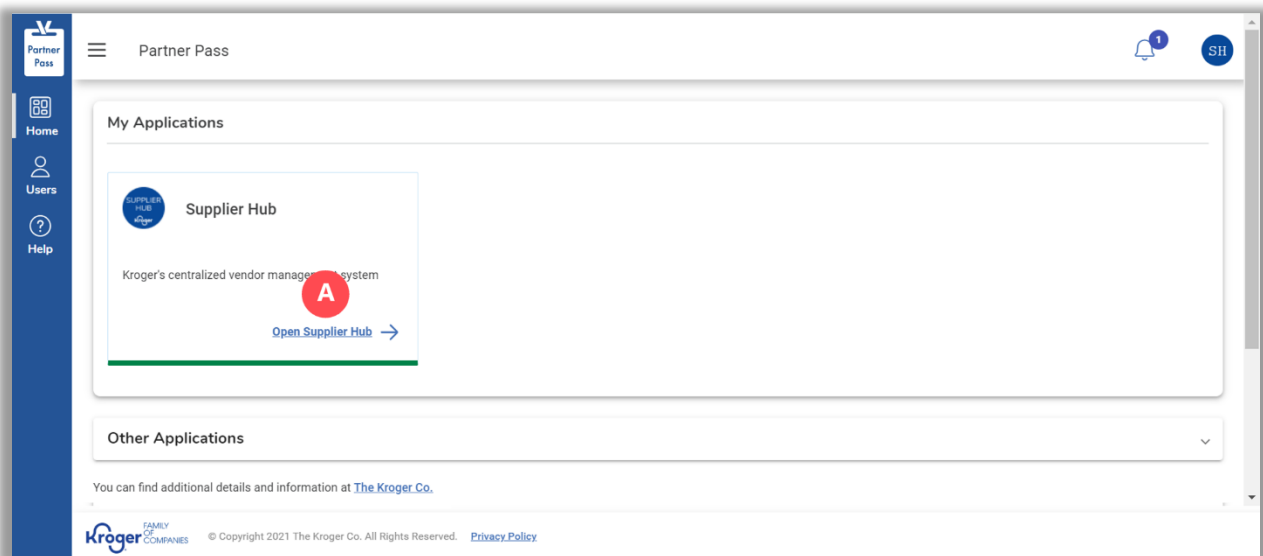 Partner
Pass
Partner Pass
1
SH
Home
Users
Help
My Applications
SUPPLIER
HUB
Kroger
Supplier Hub
Kroger's centralized vendor management system
A
Open Supplier Hub
Other Applications
You can find additional details and information at The Kroger Co.
Kroger FAMILY
OF
COMPANIES
© Copyright 2021 The Kroger Co. All Rights Reserved. Privacy Policy